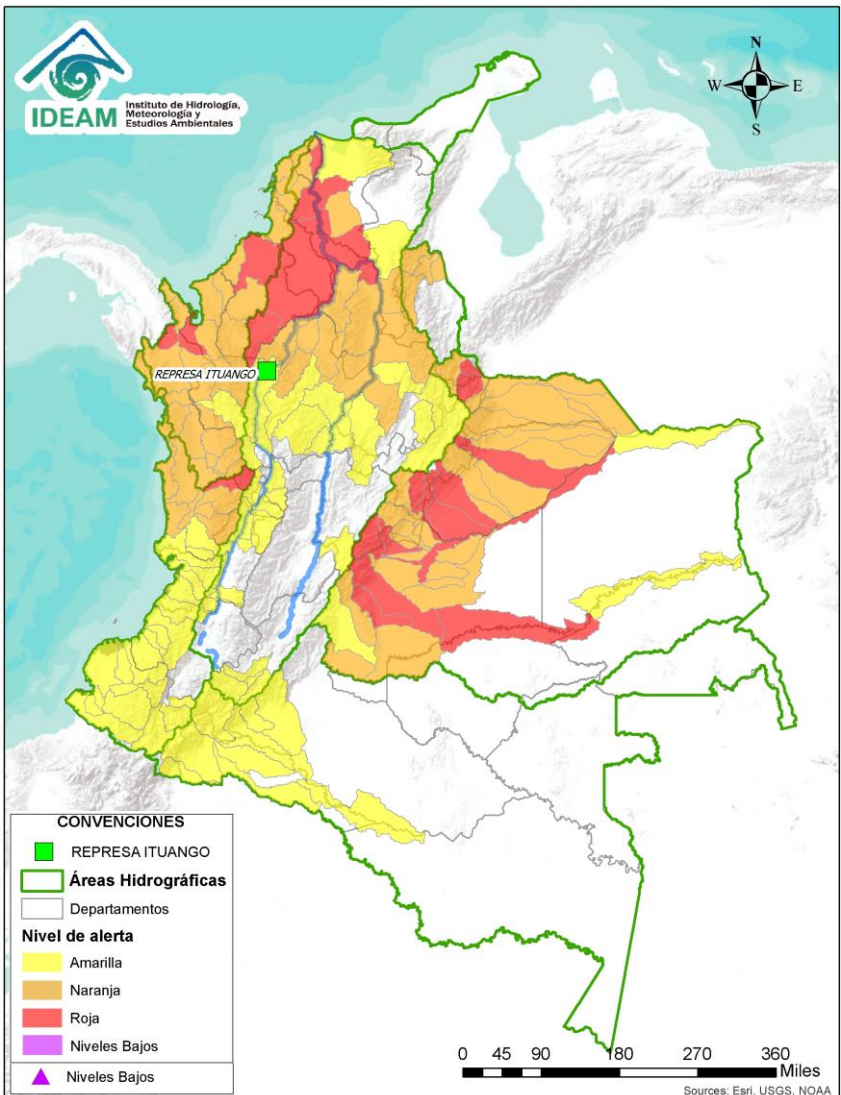 IDEAM
Instituto de Hidrología,
Meteorología y
Estudios Ambientales
N
W
E
S
REPRESA ITUANGO
CONVENCIONES
REPRESA ITUANGO
Áreas Hidrográficas
Departamentos
Nivel de alerta
Amarilla
Naranja
Roja
Niveles Bajos
Niveles Bajos
0 45 90 180 270 360
Miles
Sources: Esri, USGS, NOAA